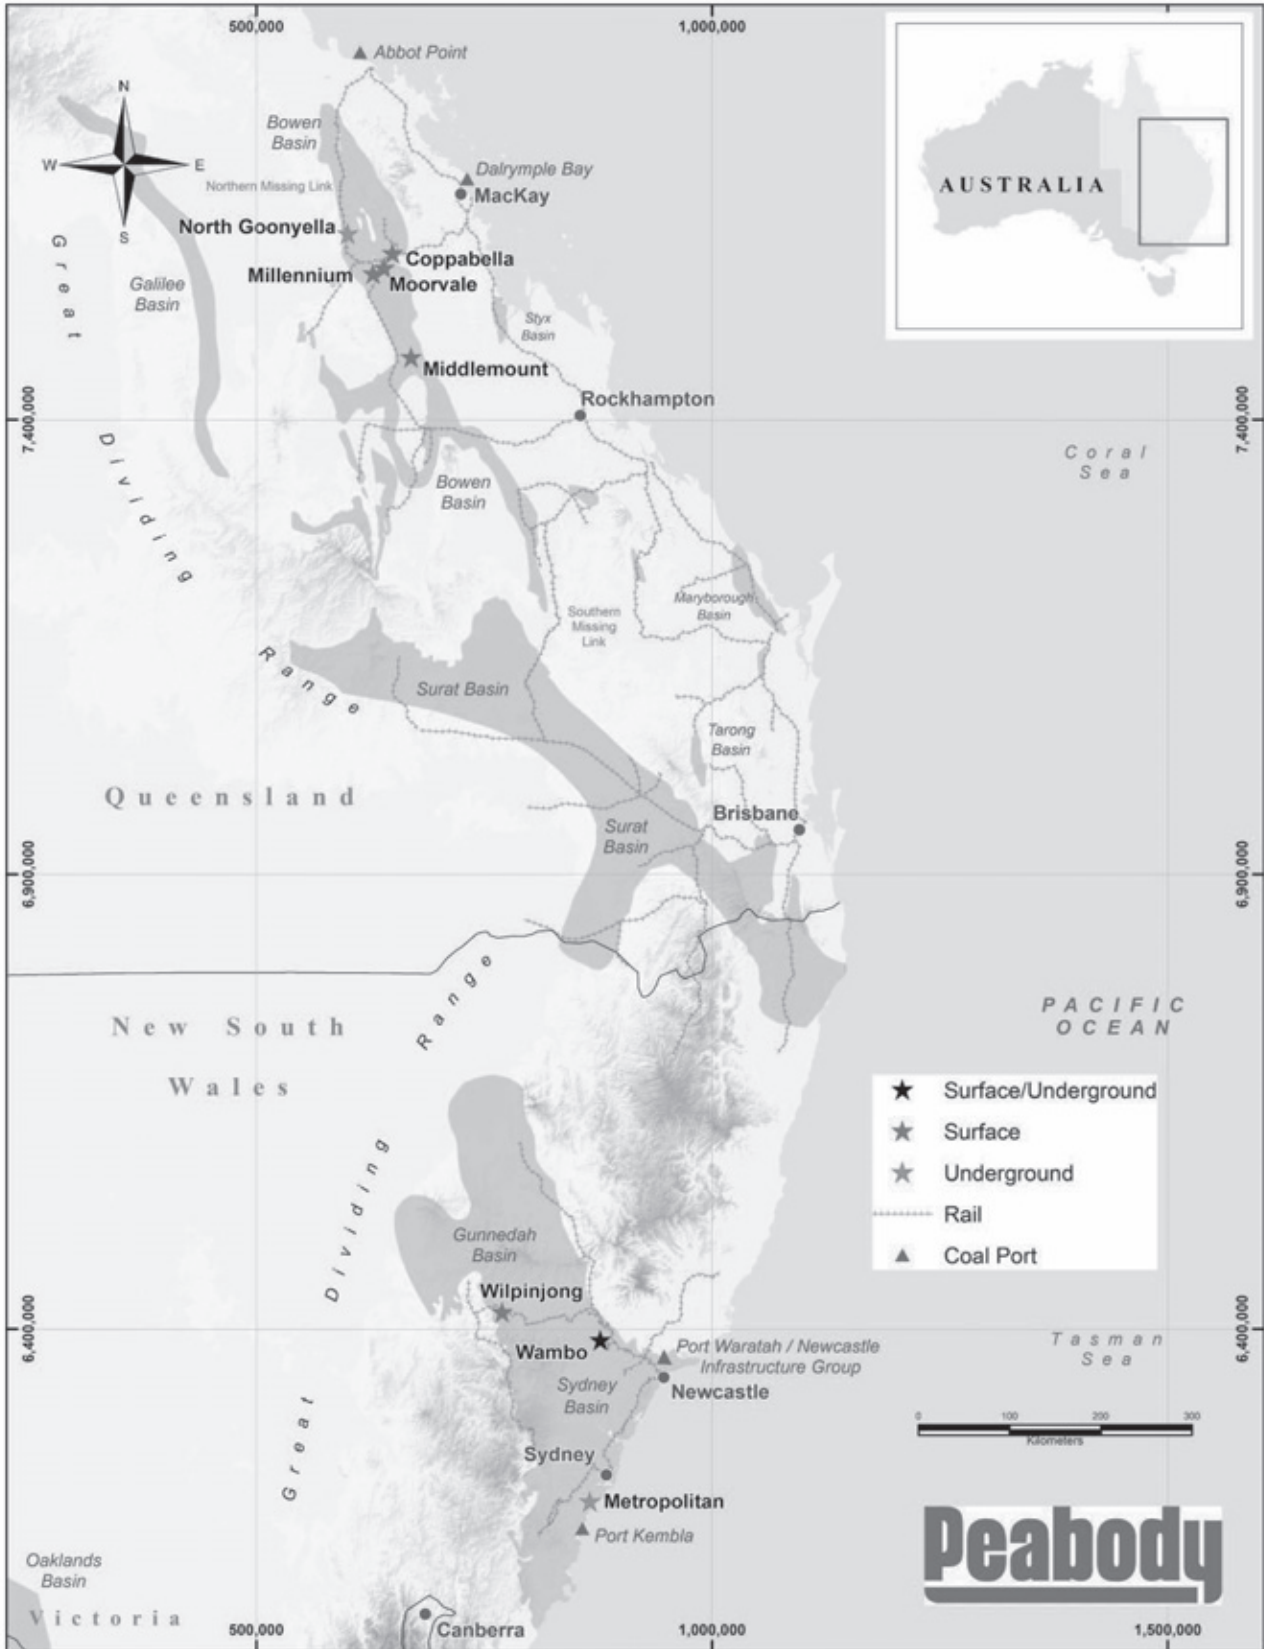 500,000
1,000,000
Abbot Point
N
W
E
S
Bowen
Basin
Northern Missing Link
Dalrymple Bay
MacKay
AUSTRALIA
North Goonyella
Coppabella
Millennium
Moorvale
Great
Galilee
Basin
Styx
Basin
Middlemount
Rockhampton
7,400,000
7,400,000
Coral
Sea
Dividing
Bowen
Basin
Southern
Missing
Link
Maryborough
Basin
Range
Surat Basin
Tarong
Basin
Queensland
Brisbane
Surat
Basin
6,900,000
6,900,000
Range
New South
Wales
PACIFIC
OCEAN
Surface/Underground
Surface
Underground
Rail
Coal Port
Dividing
Gunnedah
Basin
Wilpinjong
6,400,000
6,400,000
Wambo
Port Waratah / Newcastle
Infrastructure Group
Tasman
Sea
Sydney
Basin
Newcastle
Great
0 100 200 300
Kilometers
Sydney
Metropolitan
Port Kembla
Peabody
Oaklands
Basin
Victoria
Canberra
500,000
1,000,000
1,500,000